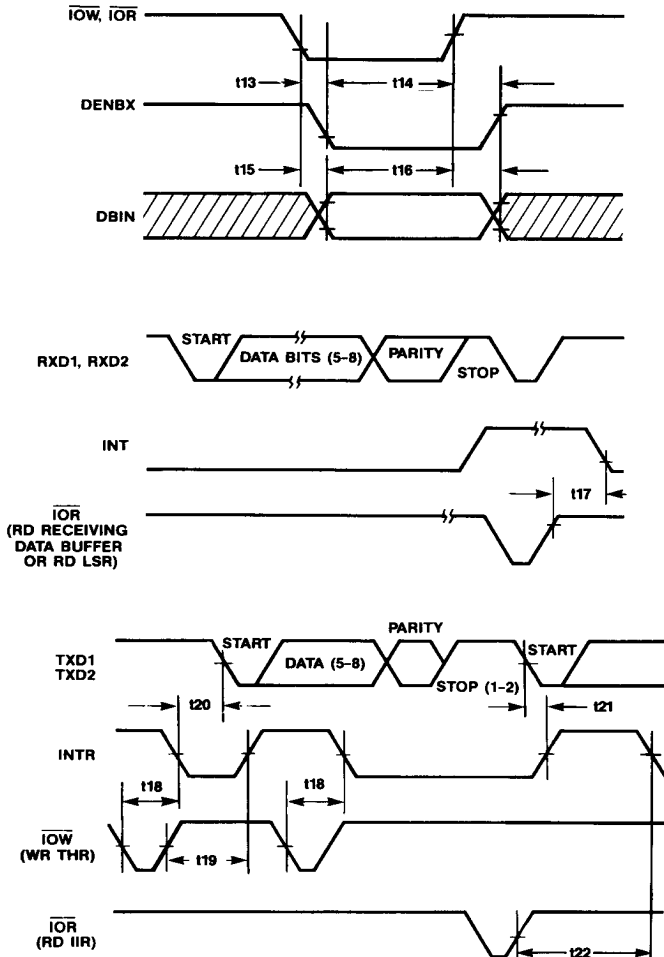 IOW, IOR
t13
t14
DENBX
t15
t16
DBIN
START
RXD1, RXD2
DATA BITS (5–8)
PARITY
STOP
INT
t17
IOR
(RD RECEIVING
DATA BUFFER
OR RD LSR)
PARITY
START
START
TXD1
TXD2
DATA (5–8)
STOP (1–2)
t20
t21
INTR
t18
t18
IOW
(WR THR)
t19
IOR
(RD IIR)
t22